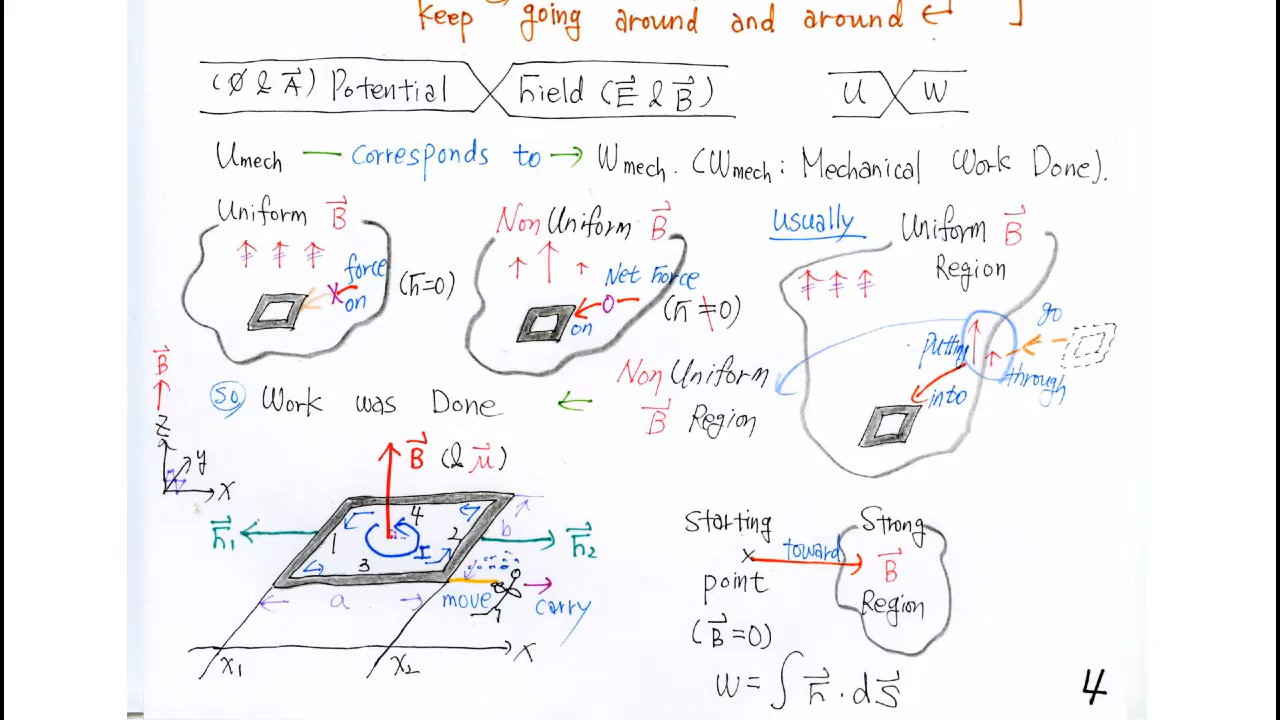 keep going around and around ↵ ]
(φ & A⃗) Potential Field (E⃗ & B⃗) U W
Umech — corresponds to → Wmech. (Wmech: Mechanical Work Done).
Uniform B⃗
force
on
(F=0)
Non Uniform B⃗
Net Force
on
(F≠0)
usually
Uniform B⃗
Region
go
through
putting
into
Non Uniform
B⃗ Region
←
So Work was Done
B⃗
Z
y
x
B⃗ (& μ⃗)
F⃗1
F⃗2
1
2
3
4
I
a
b
move
carry
x1
x2
x
Starting
point
(B⃗=0)
toward
Strong
B⃗
Region
W = ∫ F⃗ · dS⃗
4